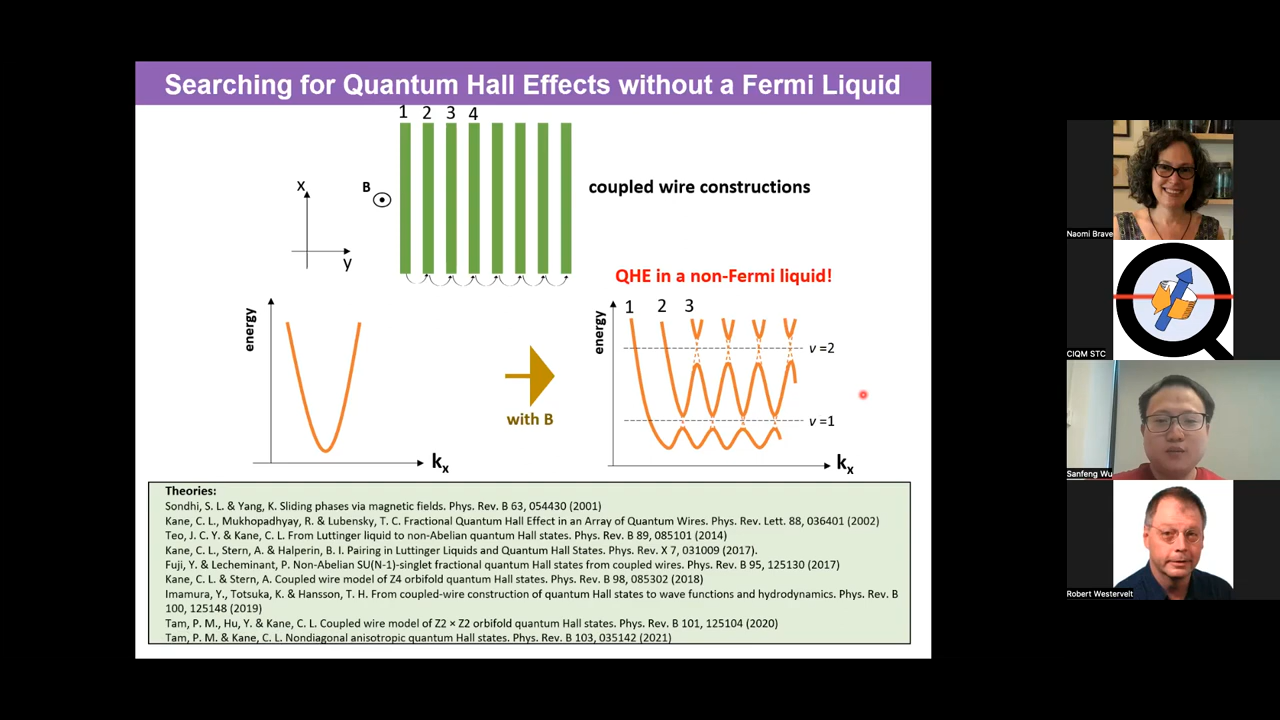 Searching for Quantum Hall Effects without a Fermi Liquid
1 2 3 4
x
B
y
coupled wire constructions
QHE in a non-Fermi liquid!
energy
kx
with B
energy
1 2 3
ν =2
ν =1
kx
Theories:
Sondhi, S. L. & Yang, K. Sliding phases via magnetic fields. Phys. Rev. B 63, 054430 (2001)
Kane, C. L., Mukhopadhyay, R. & Lubensky, T. C. Fractional Quantum Hall Effect in an Array of Quantum Wires. Phys. Rev. Lett. 88, 036401 (2002)
Teo, J. C. Y. & Kane, C. L. From Luttinger liquid to non-Abelian quantum Hall states. Phys. Rev. B 89, 085101 (2014)
Kane, C. L., Stern, A. & Halperin, B. I. Pairing in Luttinger Liquids and Quantum Hall States. Phys. Rev. X 7, 031009 (2017).
Fuji, Y. & Lecheminant, P. Non-Abelian SU(N-1)-singlet fractional quantum Hall states from coupled wires. Phys. Rev. B 95, 125130 (2017)
Kane, C. L. & Stern, A. Coupled wire model of Z4 orbifold quantum Hall states. Phys. Rev. B 98, 085302 (2018)
Imamura, Y., Totsuka, K. & Hansson, T. H. From coupled-wire construction of quantum Hall states to wave functions and hydrodynamics. Phys. Rev. B
100, 125148 (2019)
Tam, P. M., Hu, Y. & Kane, C. L. Coupled wire model of Z2 × Z2 orbifold quantum Hall states. Phys. Rev. B 101, 125104 (2020)
Tam, P. M. & Kane, C. L. Nondiagonal anisotropic quantum Hall states. Phys. Rev. B 103, 035142 (2021)
Naomi Brave
CIQM STC
Sanfeng Wu
Robert Westervelt